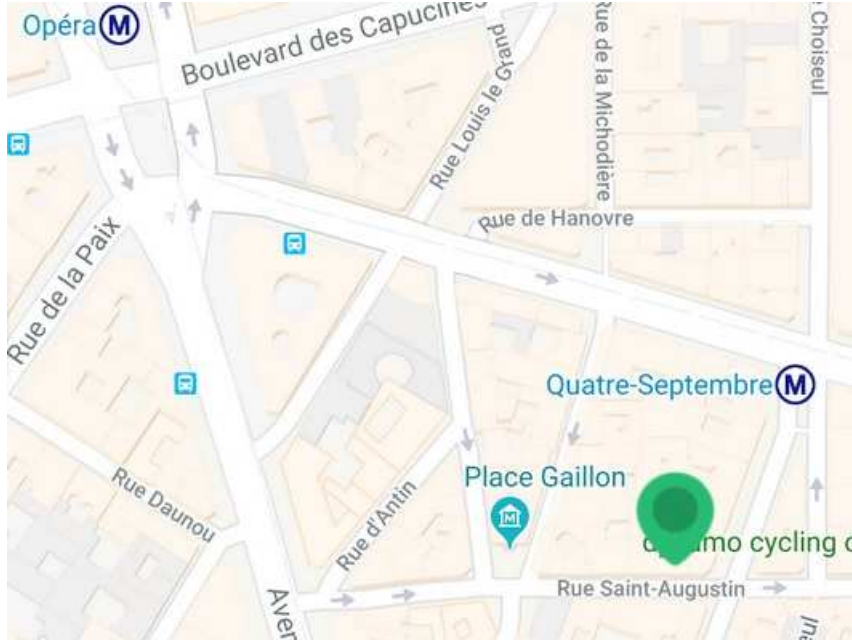 Opéra M
Boulevard des Capucines
Rue Louis le Grand
Rue de la Michodière
Choiseul
Rue de Hanovre
Rue de la Paix
Quatre-Septembre M
Place Gaillon
M
Rue Daunou
Rue d'Antin
mo cycling
Rue Saint-Augustin
Aven